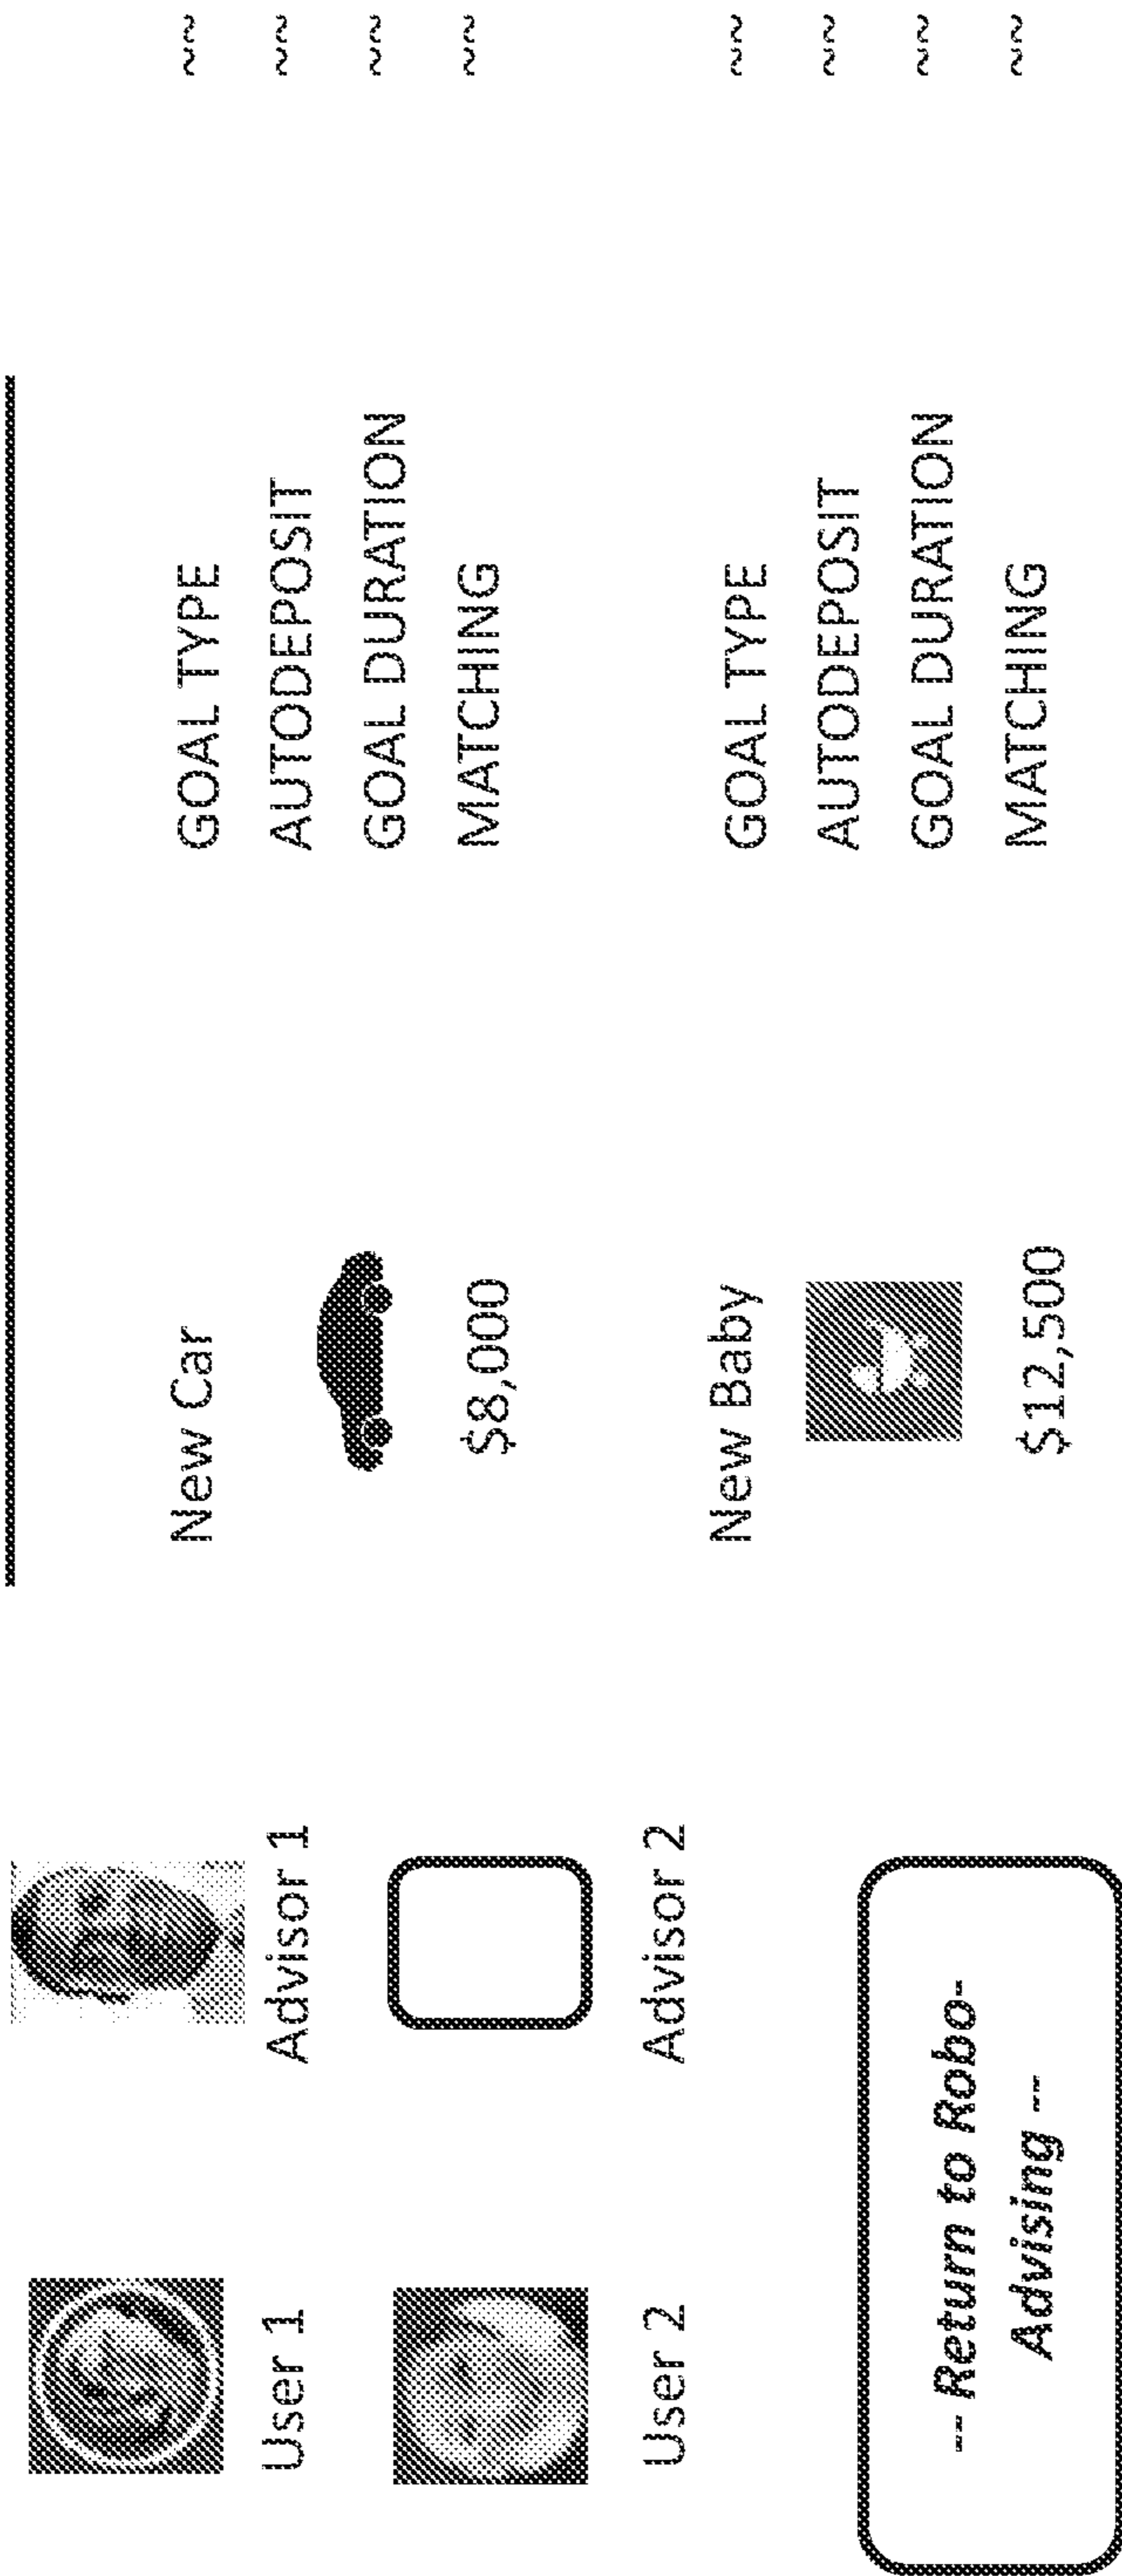 User 1
Advisor 1
User 2
Advisor 2
-- Return to Robo-
Advising --
New Car
$8,000
GOAL TYPE ~~
AUTODEPOSIT ~~
GOAL DURATION ~~
MATCHING ~~
New Baby
$12,500
GOAL TYPE ~~
AUTODEPOSIT ~~
GOAL DURATION ~~
MATCHING ~~